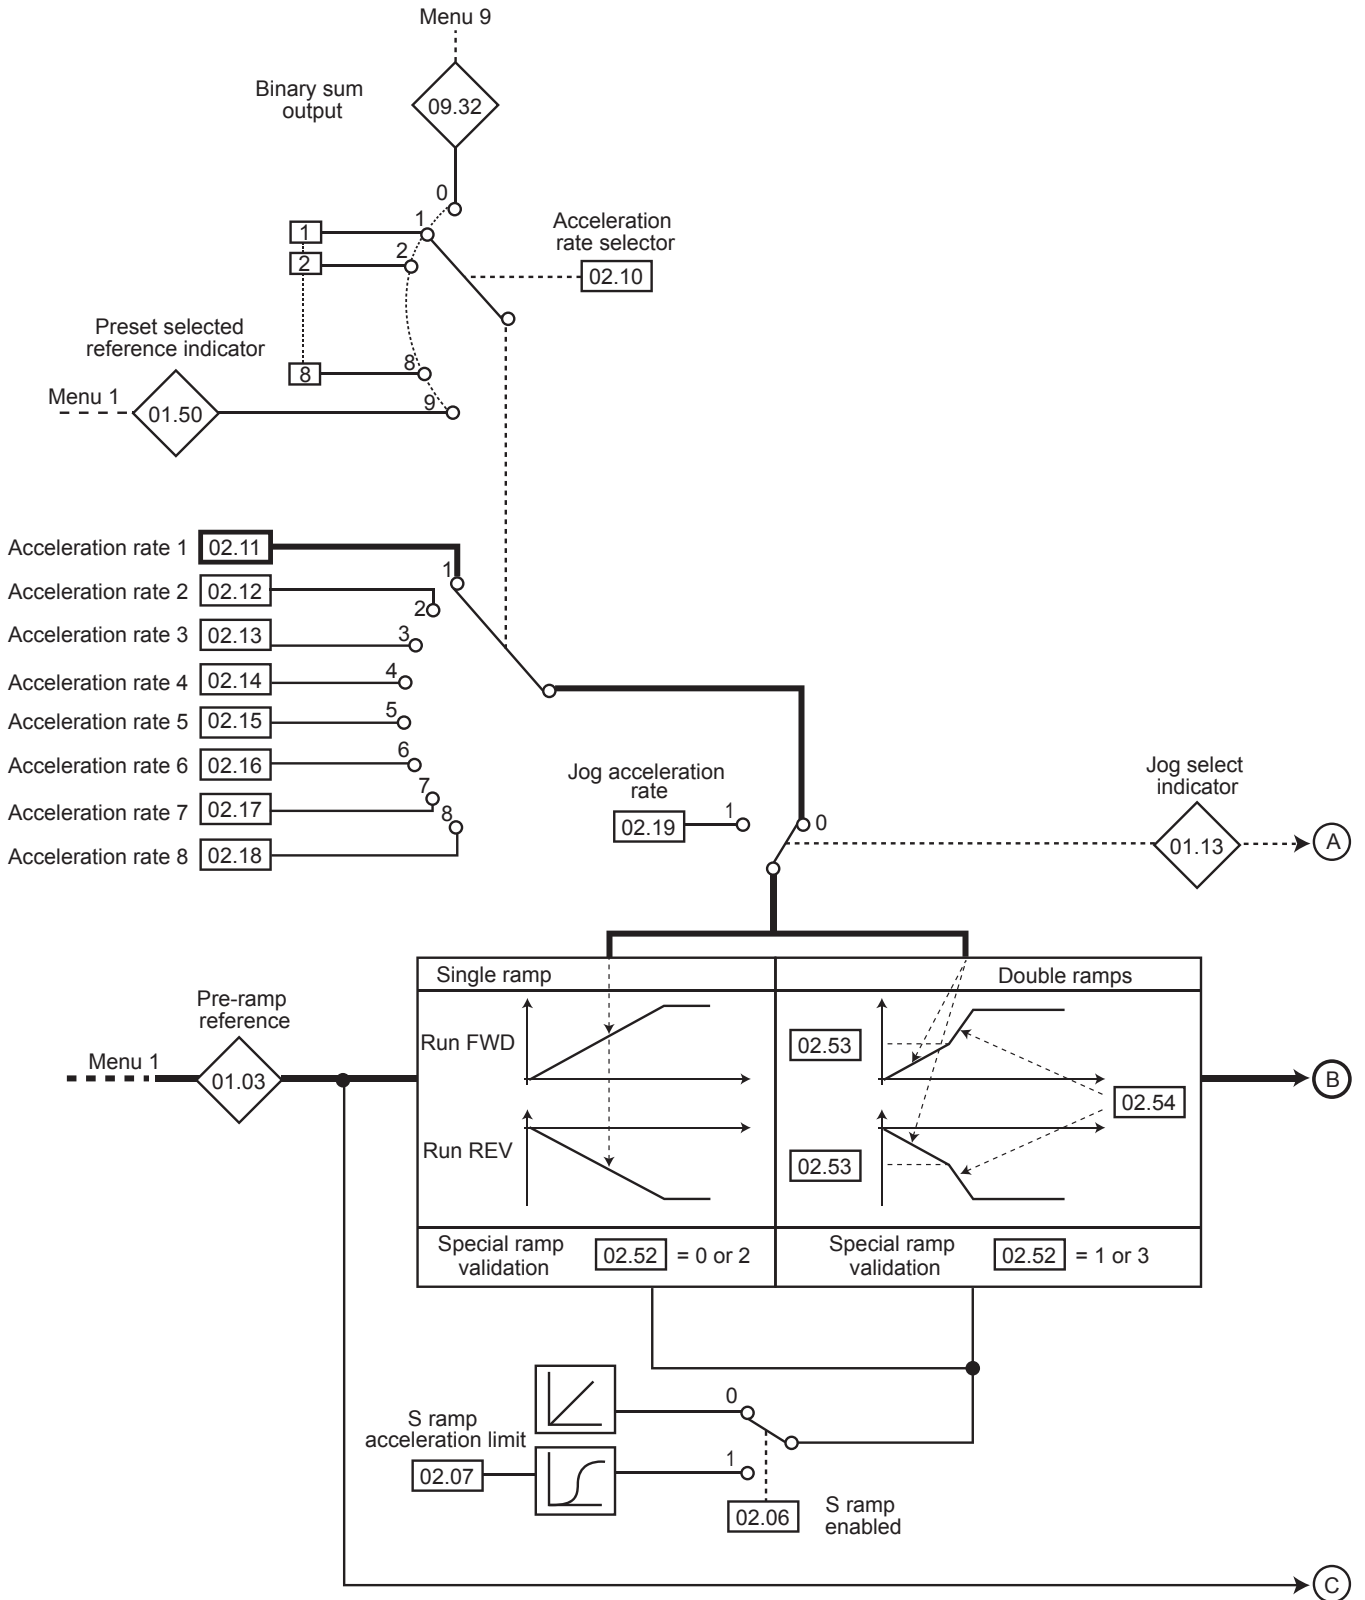 Menu 9
Binary sum
output
09.32
0
1
1
2
2
Acceleration
rate selector
02.10
Preset selected
reference indicator
8
8
9
Menu 1
01.50
Acceleration rate 1
02.11
1
Acceleration rate 2
02.12
2
Acceleration rate 3
02.13
3
Acceleration rate 4
02.14
4
Acceleration rate 5
02.15
5
Acceleration rate 6
02.16
6
Acceleration rate 7
02.17
7
Acceleration rate 8
02.18
8
Jog acceleration
rate
02.19
1
0
Jog select
indicator
01.13
A
Single ramp
Double ramps
Pre-ramp
reference
Menu 1
01.03
Run FWD
02.53
02.54
B
Run REV
02.53
Special ramp
validation
02.52 = 0 or 2
Special ramp
validation
02.52 = 1 or 3
0
S ramp
acceleration limit
02.07
1
02.06
S ramp
enabled
C